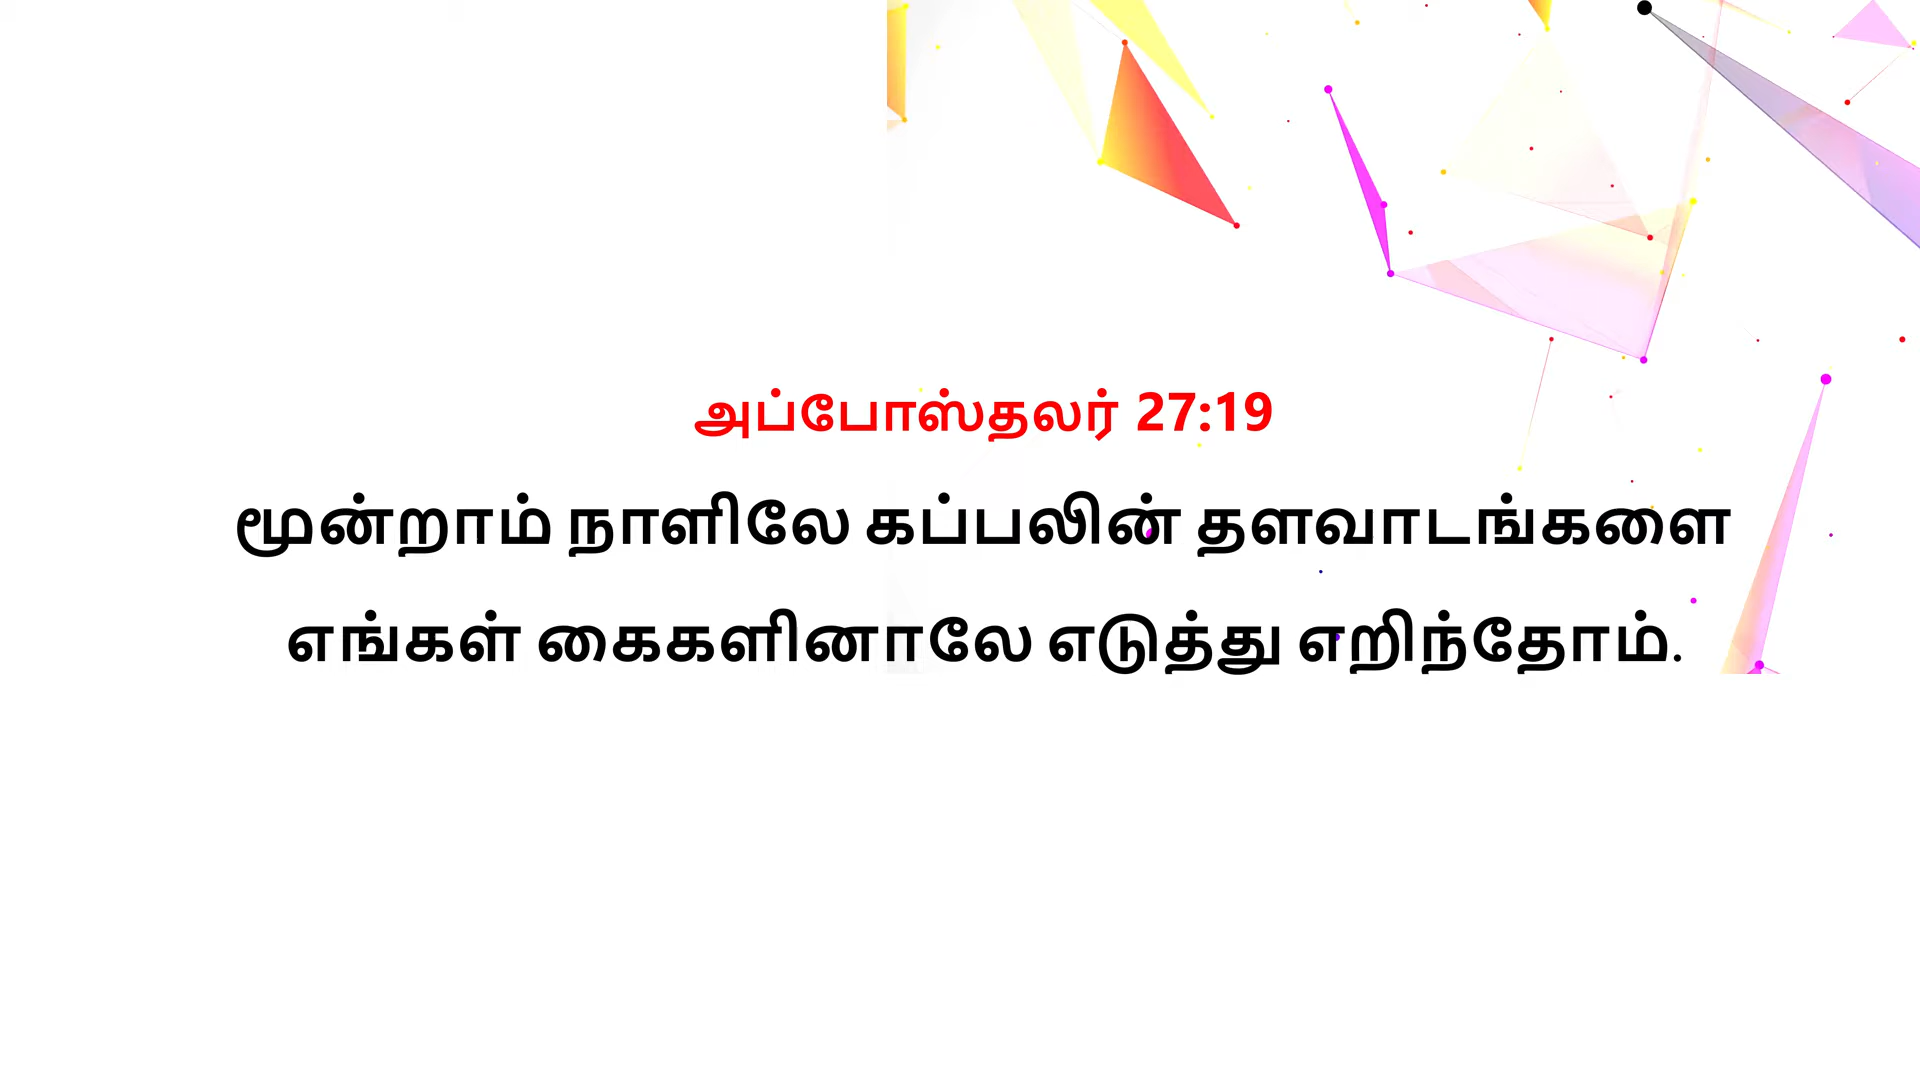 அப்போஸ்தலர் 27:19
மூன்றாம் நாளிலே கப்பலின் தளவாடங்களை
எங்கள் கைகளினாலே எடுத்து எறிந்தோம்.